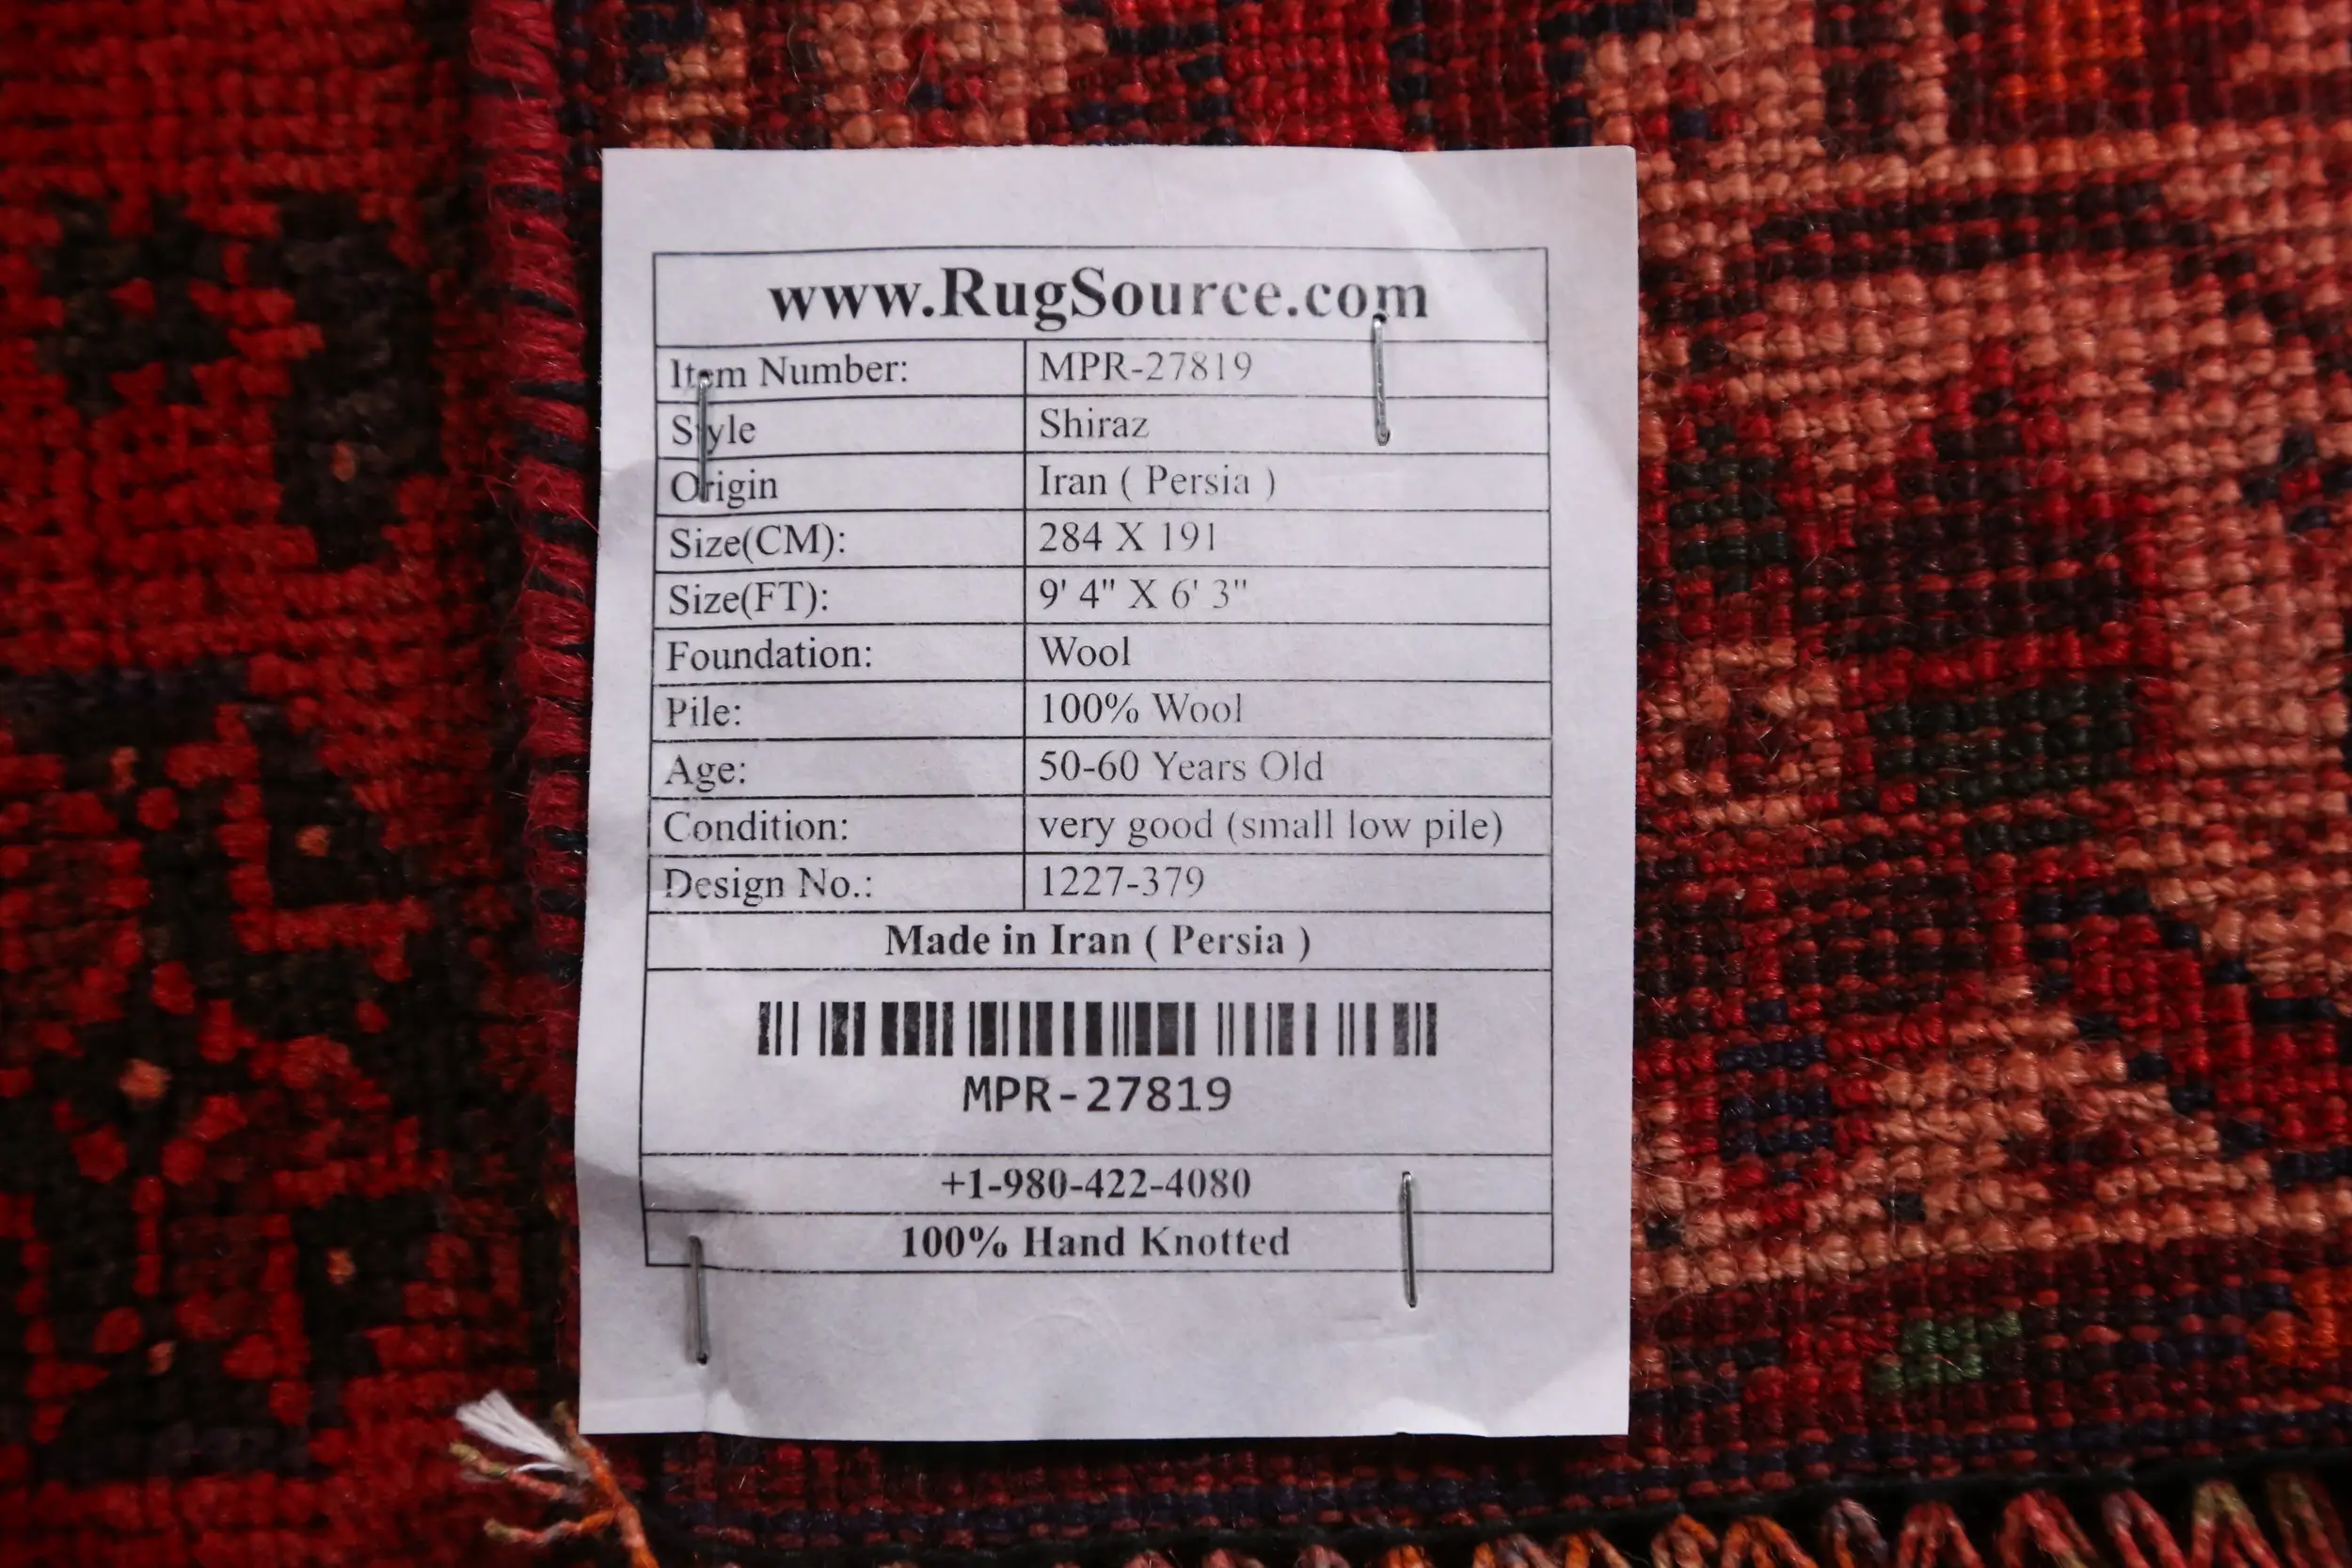 www.RugSource.com
Item Number: MPR-27819
Style Shiraz
Origin Iran ( Persia )
Size(CM): 284 X 191
Size(FT): 9' 4" X 6' 3"
Foundation: Wool
Pile: 100% Wool
Age: 50-60 Years Old
Condition: very good (small low pile)
Design No.: 1227-379
Made in Iran ( Persia )
MPR-27819
+1-980-422-4080
100% Hand Knotted